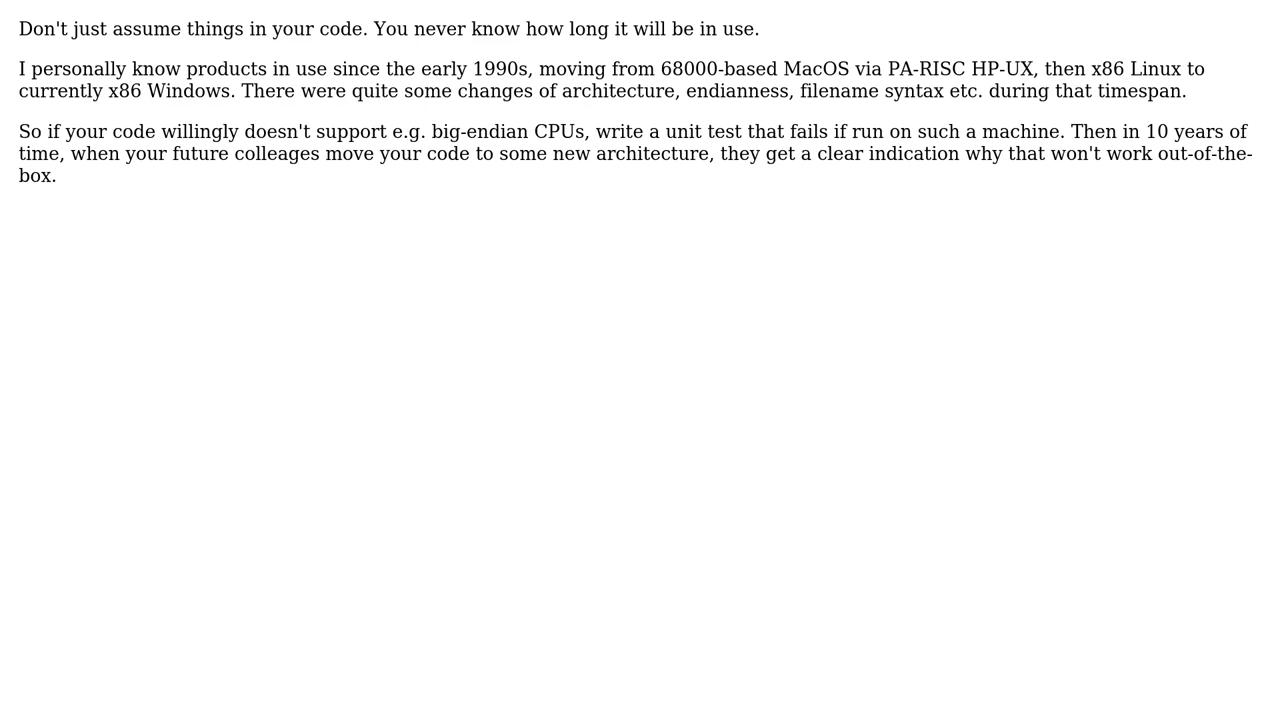 Don't just assume things in your code. You never know how long it will be in use.
I personally know products in use since the early 1990s, moving from 68000-based MacOS via PA-RISC HP-UX, then x86 Linux to
currently x86 Windows. There were quite some changes of architecture, endianness, filename syntax etc. during that timespan.
So if your code willingly doesn't support e.g. big-endian CPUs, write a unit test that fails if run on such a machine. Then in 10 years of
time, when your future colleages move your code to some new architecture, they get a clear indication why that won't work out-of-the-
box.